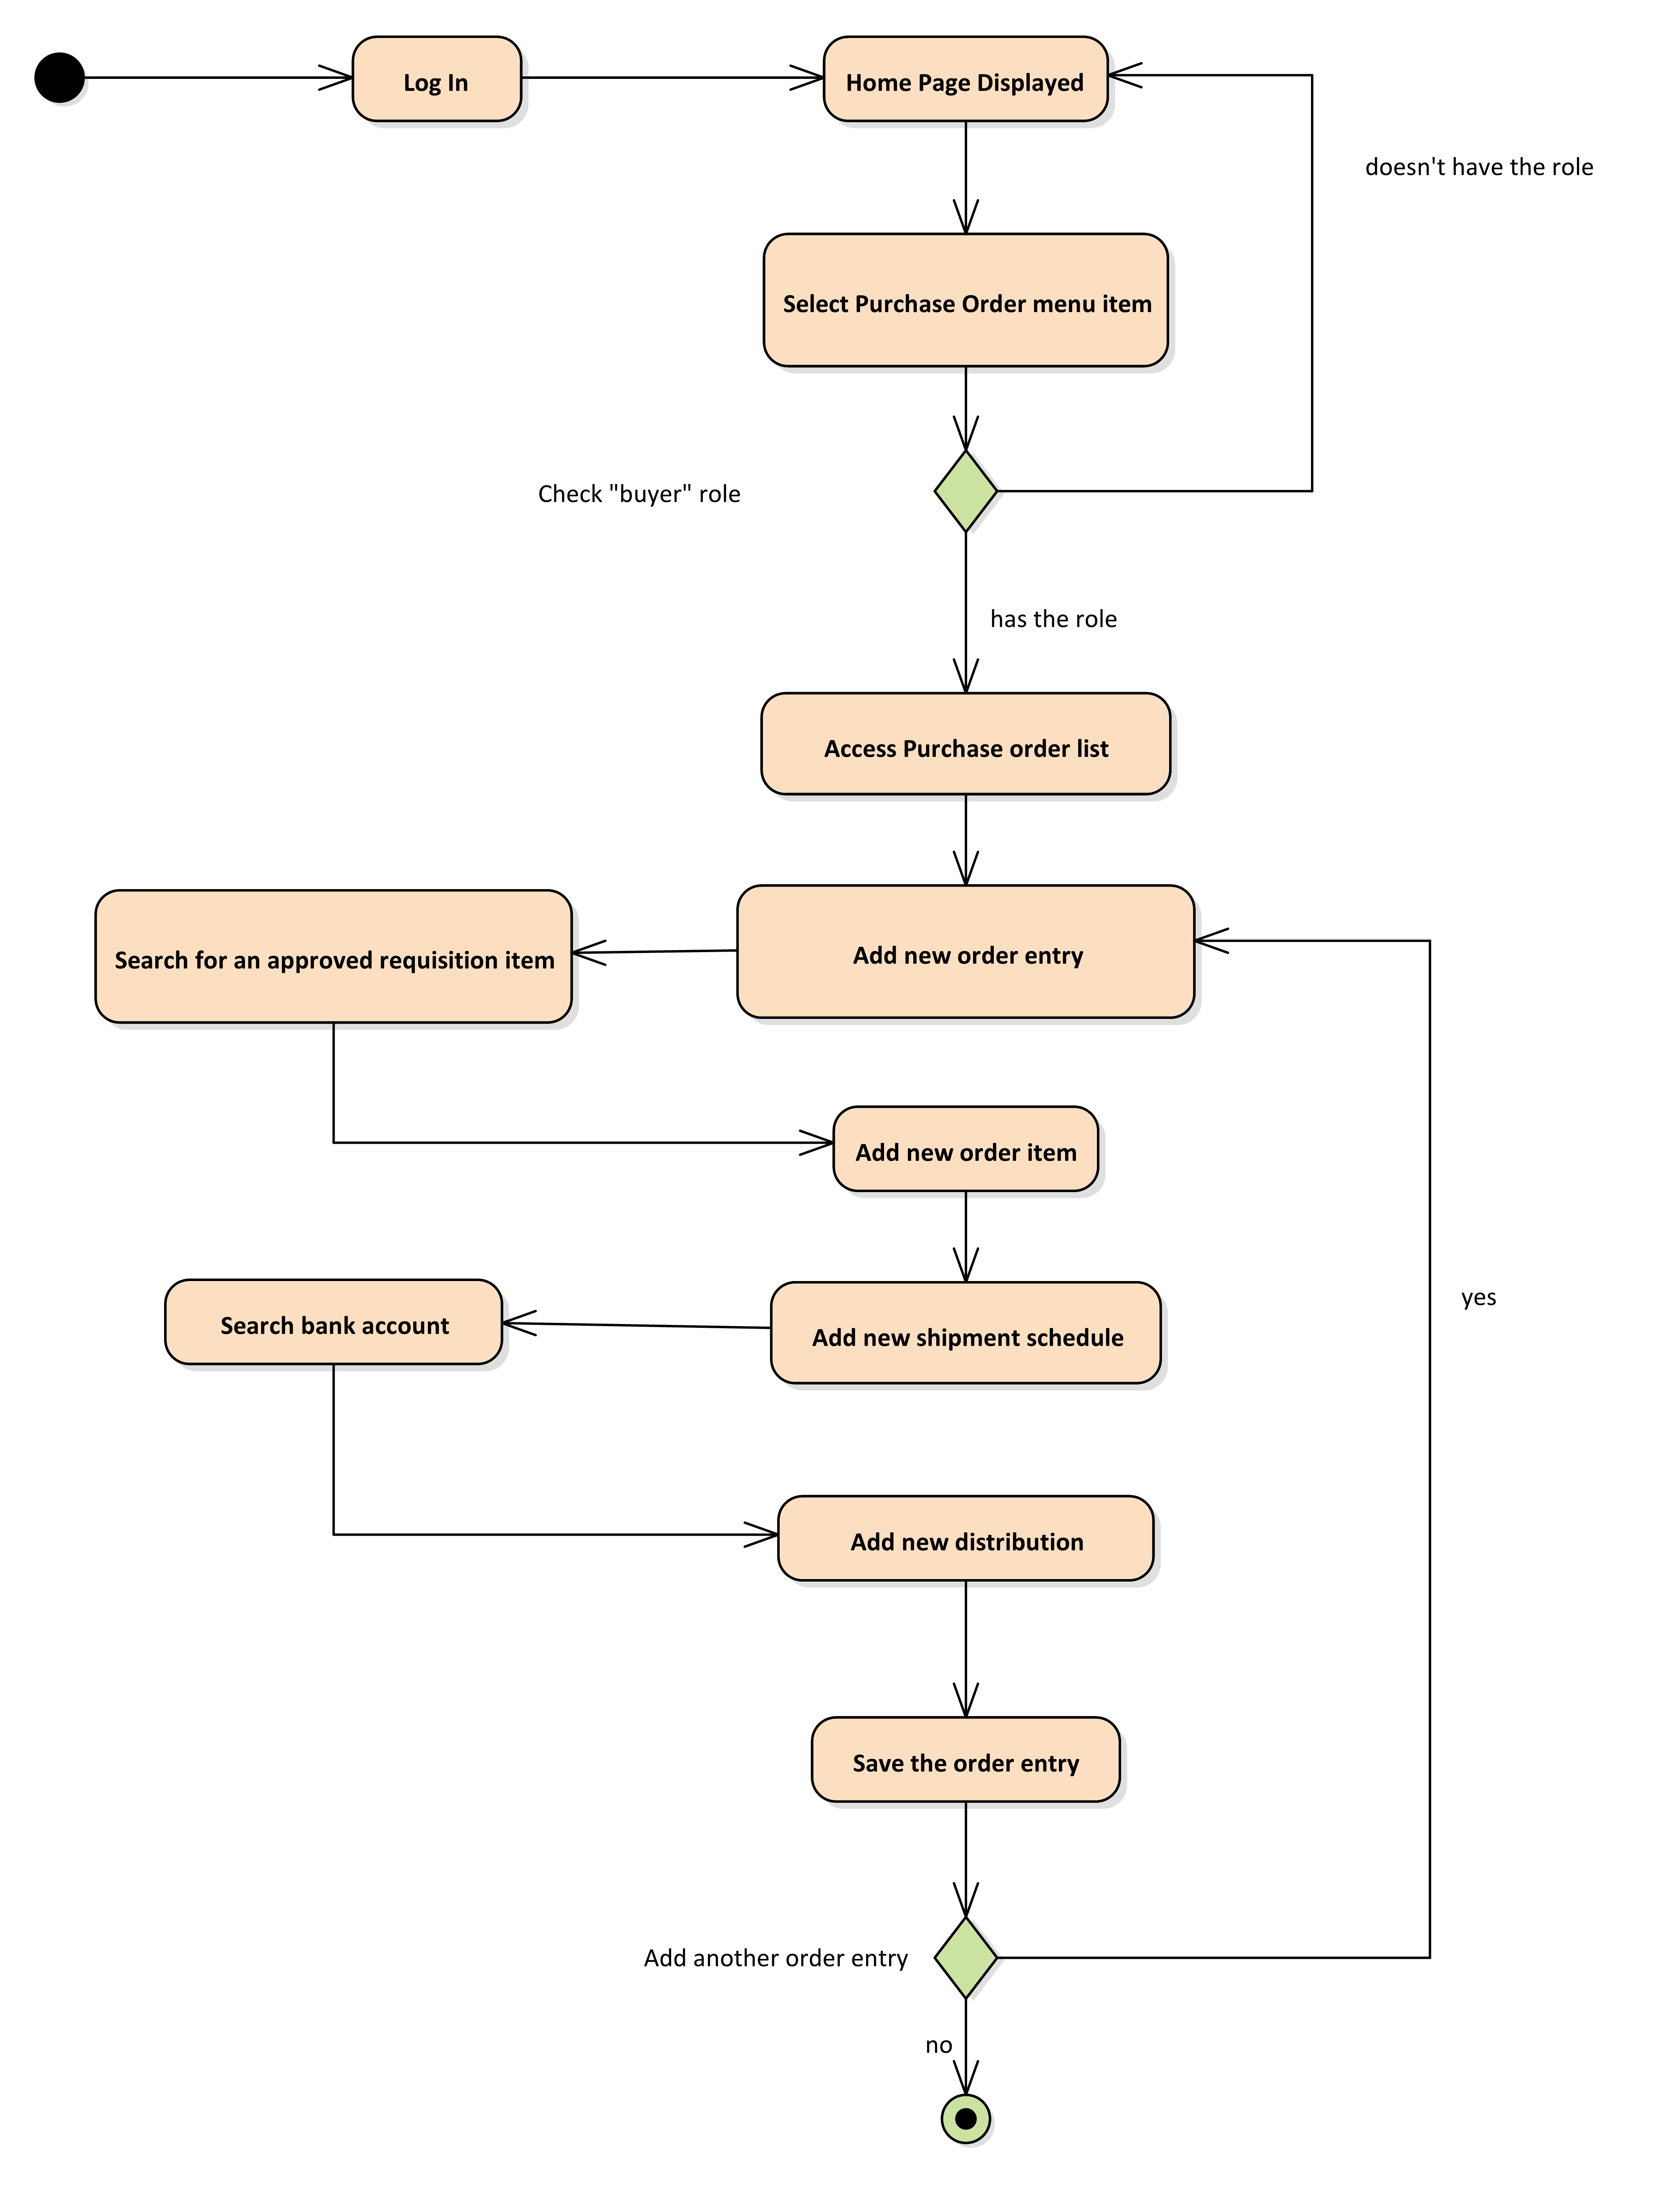 Log In
Home Page Displayed
doesn't have the role
Select Purchase Order menu item
Check "buyer" role
has the role
Access Purchase order list
Search for an approved requisition item
Add new order entry
Add new order item
Search bank account
Add new shipment schedule
yes
Add new distribution
Save the order entry
Add another order entry
no